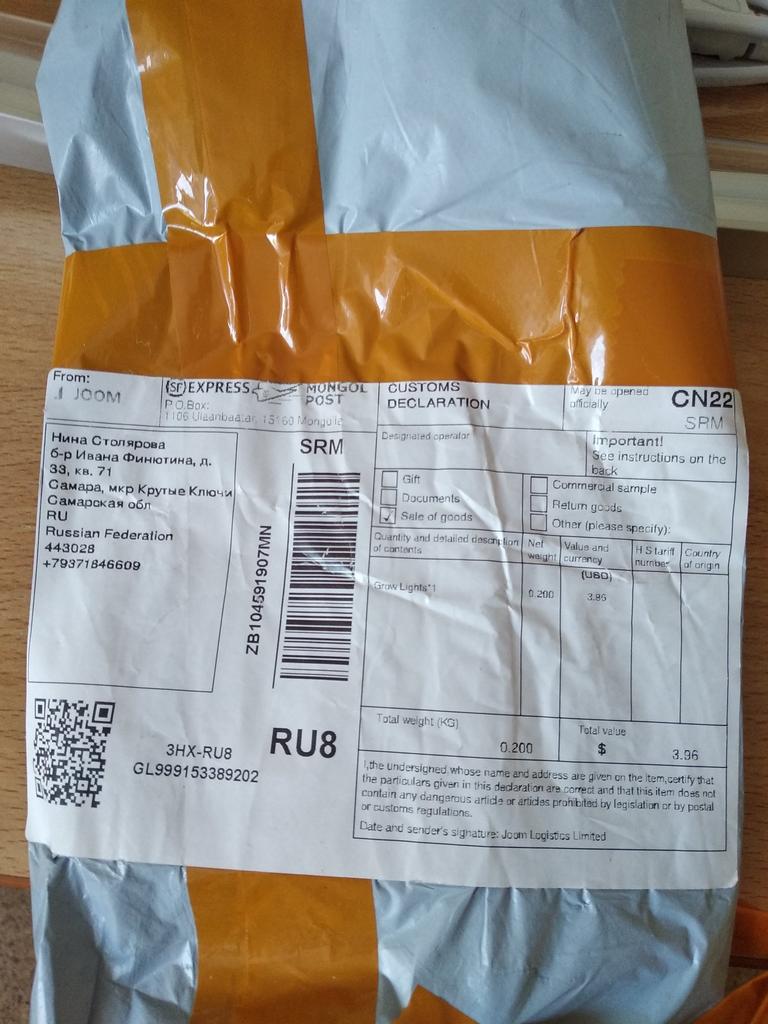 From:
JOOM
(sr) EXPRESS
MONGOL
POST
P.O.Box:
1106 Ulaanbaatar, 15160 Mongolia
CUSTOMS
DECLARATION
May be opened
officially
CN22
SRM
Нина Столярова
б-р Ивана Финютина, д.
33, кв. 71
Самара, мкр Крутые Ключи
Самарская обл
RU
Russian Federation
443028
+79371846609
SRM
ZB104591907MN
RU8
3HX-RU8
GL999153389202
Designated operator
Important!
See instructions on the
back
Gift
Documents
Sale of goods
Commercial sample
Return goods
Other (please specify):
Quantity and detailed description
of contents
Net
weight
Value and
currency
(USD)
H S tariff
number
Country
of origin
Grow Lights*1
0.200
3.96
Total weight (KG)
0.200
Total value
$ 3.96
I,the undersigned,whose name and address are given on the item,certify that
the particulars given in this declaration are correct and that this item does not
contain any dangerous article or articles prohibited by legislation or by postal
or customs regulations.
Date and sender's signature: Joom Logistics Limited